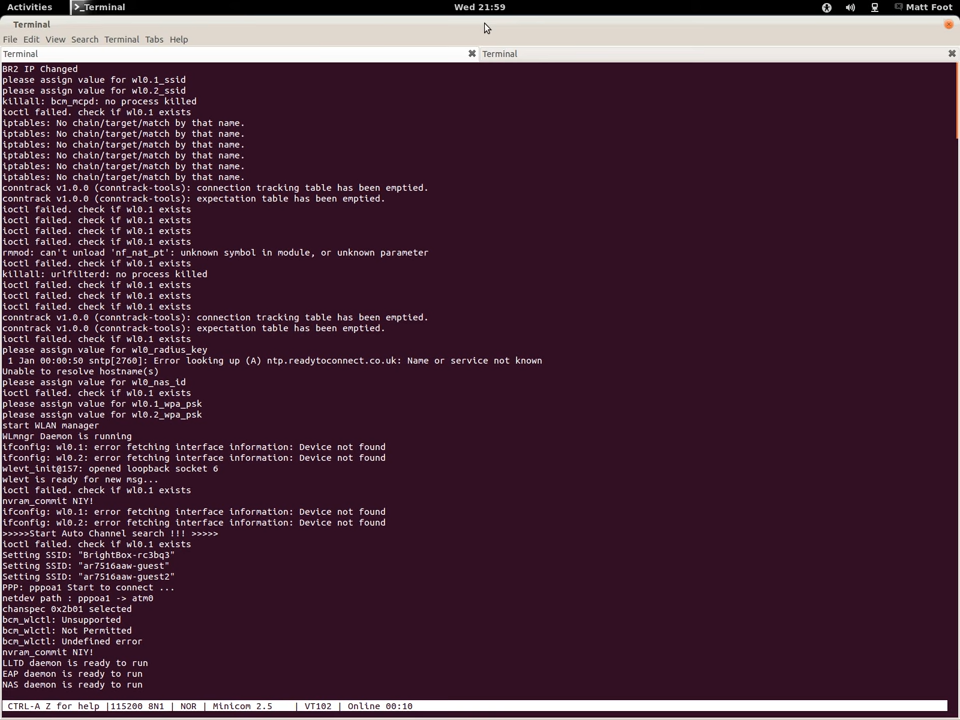 Activities >_Terminal Wed 21:59 Matt Foot
Terminal
File Edit View Search Terminal Tabs Help
Terminal Terminal
BR2 IP Changed
please assign value for wl0.1_ssid
please assign value for wl0.2_ssid
killall: bcm_mcpd: no process killed
ioctl failed. check if wl0.1 exists
iptables: No chain/target/match by that name.
iptables: No chain/target/match by that name.
iptables: No chain/target/match by that name.
iptables: No chain/target/match by that name.
iptables: No chain/target/match by that name.
iptables: No chain/target/match by that name.
conntrack v1.0.0 (conntrack-tools): connection tracking table has been emptied.
conntrack v1.0.0 (conntrack-tools): expectation table has been emptied.
ioctl failed. check if wl0.1 exists
ioctl failed. check if wl0.1 exists
ioctl failed. check if wl0.1 exists
ioctl failed. check if wl0.1 exists
rmmod: can't unload 'nf_nat_pt': unknown symbol in module, or unknown parameter
ioctl failed. check if wl0.1 exists
killall: urlfilterd: no process killed
ioctl failed. check if wl0.1 exists
ioctl failed. check if wl0.1 exists
ioctl failed. check if wl0.1 exists
conntrack v1.0.0 (conntrack-tools): connection tracking table has been emptied.
conntrack v1.0.0 (conntrack-tools): expectation table has been emptied.
ioctl failed. check if wl0.1 exists
please assign value for wl0_radius_key
1 Jan 00:00:50 sntp[2760]: Error looking up (A) ntp.readytoconnect.co.uk: Name or service not known
Unable to resolve hostname(s)
please assign value for wl0_nas_id
ioctl failed. check if wl0.1 exists
please assign value for wl0.1_wpa_psk
please assign value for wl0.2_wpa_psk
start WLAN manager
WLmngr Daemon is running
ifconfig: wl0.1: error fetching interface information: Device not found
ifconfig: wl0.2: error fetching interface information: Device not found
wlevt_init@157: opened loopback socket 6
wlevt is ready for new msg...
ioctl failed. check if wl0.1 exists
nvram_commit NIY!
ifconfig: wl0.1: error fetching interface information: Device not found
ifconfig: wl0.2: error fetching interface information: Device not found
>>>>>Start Auto Channel search !!! >>>>>
ioctl failed. check if wl0.1 exists
Setting SSID: "BrightBox-rc3bq3"
Setting SSID: "ar7516aaw-guest"
Setting SSID: "ar7516aaw-guest2"
PPP: pppoa1 Start to connect ...
netdev path : pppoa1 -> atm0
chanspec 0x2b01 selected
bcm_wlctl: Unsupported
bcm_wlctl: Not Permitted
bcm_wlctl: Undefined error
nvram_commit NIY!
LLTD daemon is ready to run
EAP daemon is ready to run
NAS daemon is ready to run
CTRL-A Z for help |115200 8N1 | NOR | Minicom 2.5 | VT102 | Online 00:10